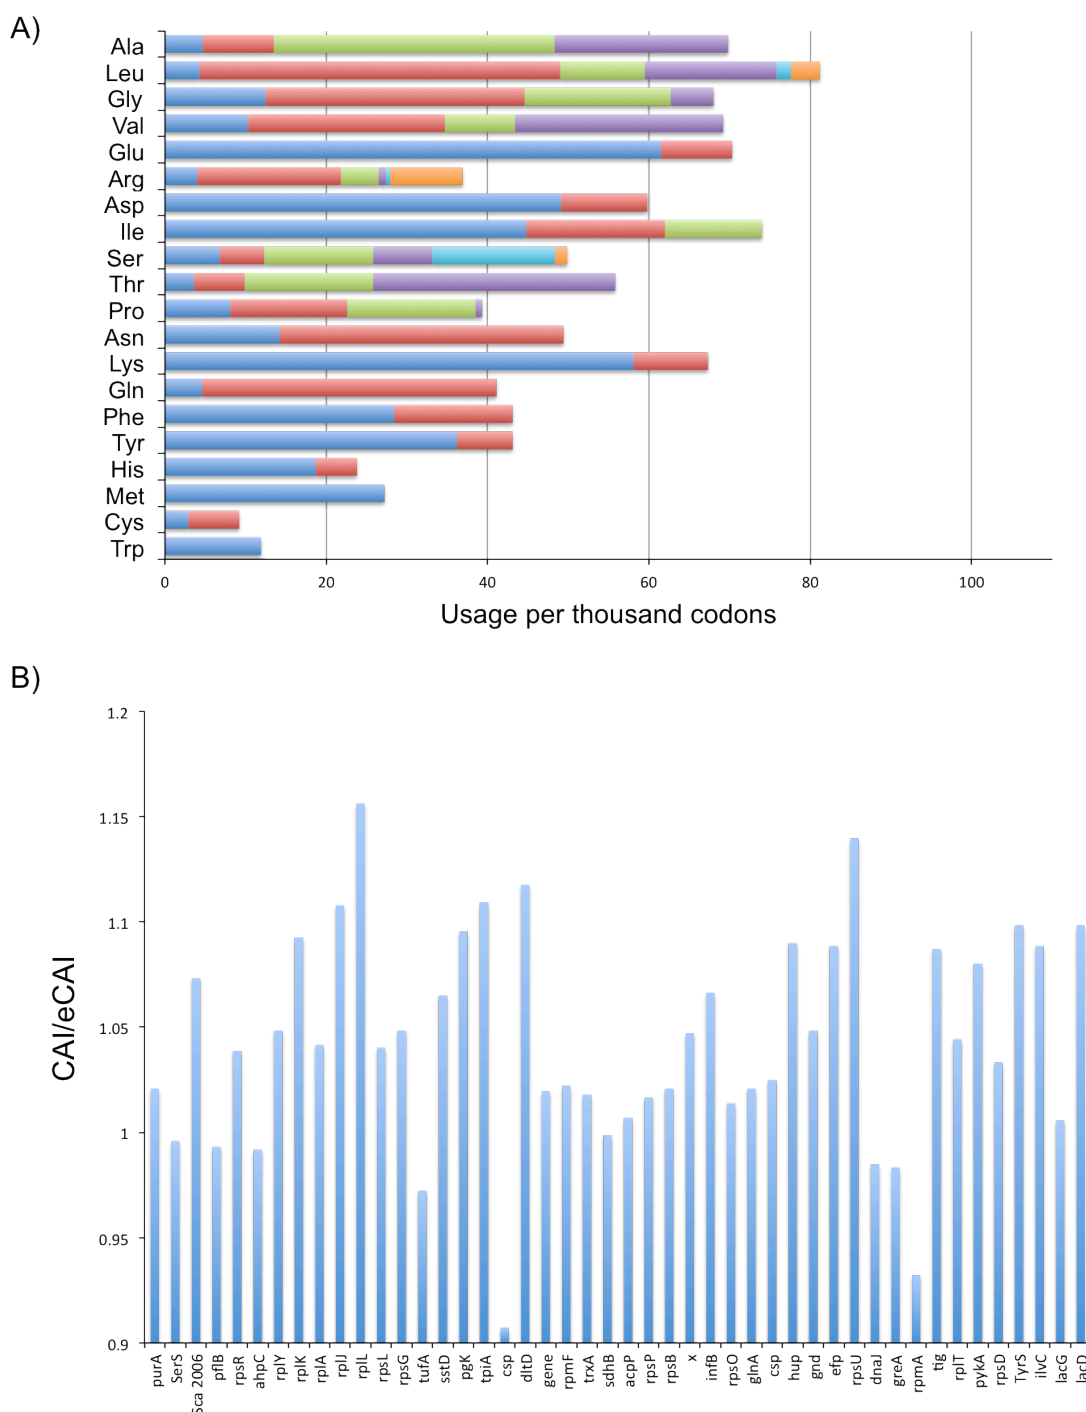 A)
Ala
Leu
Gly
Val
Glu
Arg
Asp
Ile
Ser
Thr
Pro
Asn
Lys
Gln
Phe
Tyr
His
Met
Cys
Trp
0 20 40 60 80 100
Usage per thousand codons
B)
1.2
1.15
1.1
1.05
1
0.95
0.9
CAI/eCAI
purA SerS Sca 2006 pflB rpsR ahpC rplY rplK rplA rplJ rplL rpsL rpsG tufA sstD pgK tpiA csp dltD gene rpmF trxA sdhB acpP rpsP rpsB x infB rpsO glnA csp hup gnd efp rpsU dnaJ greA rpmA tig rplT pykA rpsD TyrS ilvC lacG lacD